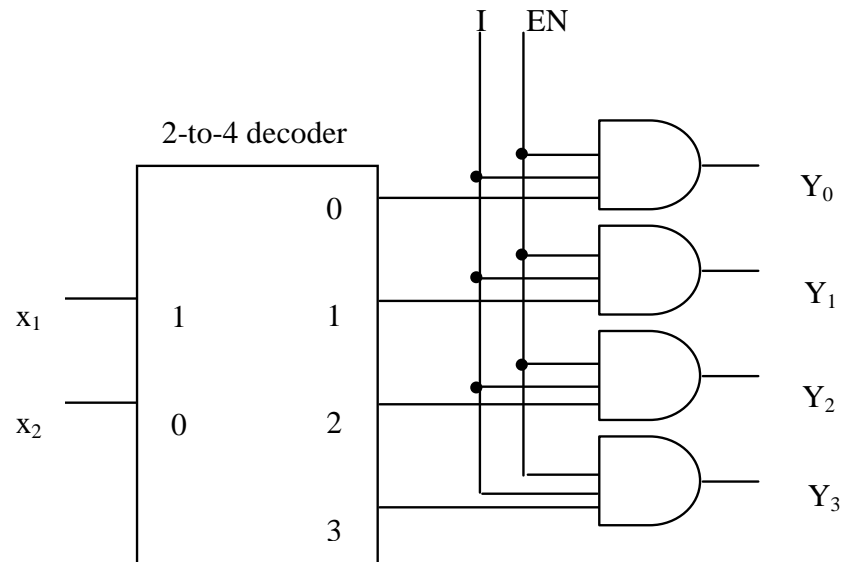 I EN
2-to-4 decoder
0
Y₀
x₁ 1 1 Y₁
x₂ 0 2 Y₂
3 Y₃